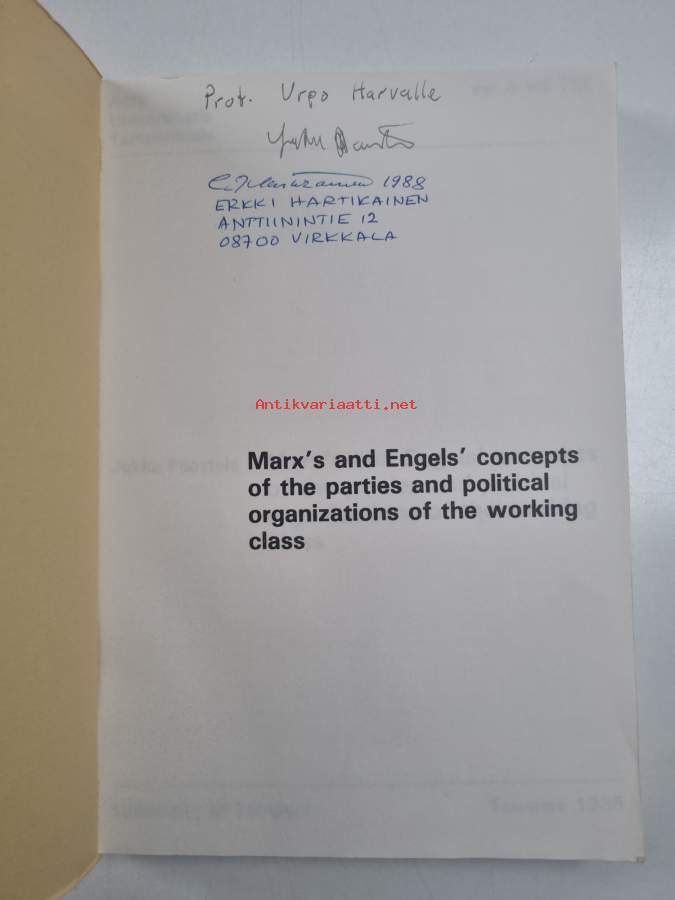 Prof. Urpo Harvalle
1988
ERKKI HARTIKAINEN
ANTTIININTIE 12
08700 VIRKKALA
Antikvariaatti.net
Marx's and Engels' concepts
of the parties and political
organizations of the working
class